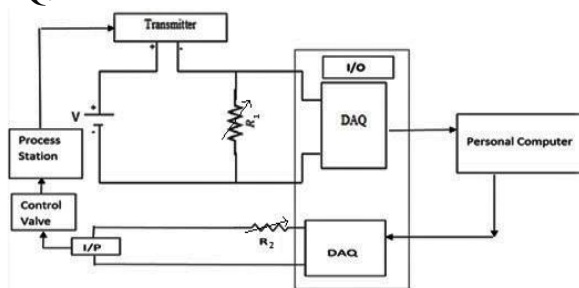 Transmitter
+ -
I/O
+
V
-
R1
DAQ
Personal Computer
Process
Station
Control
Valve
I/P
R2
DAQ